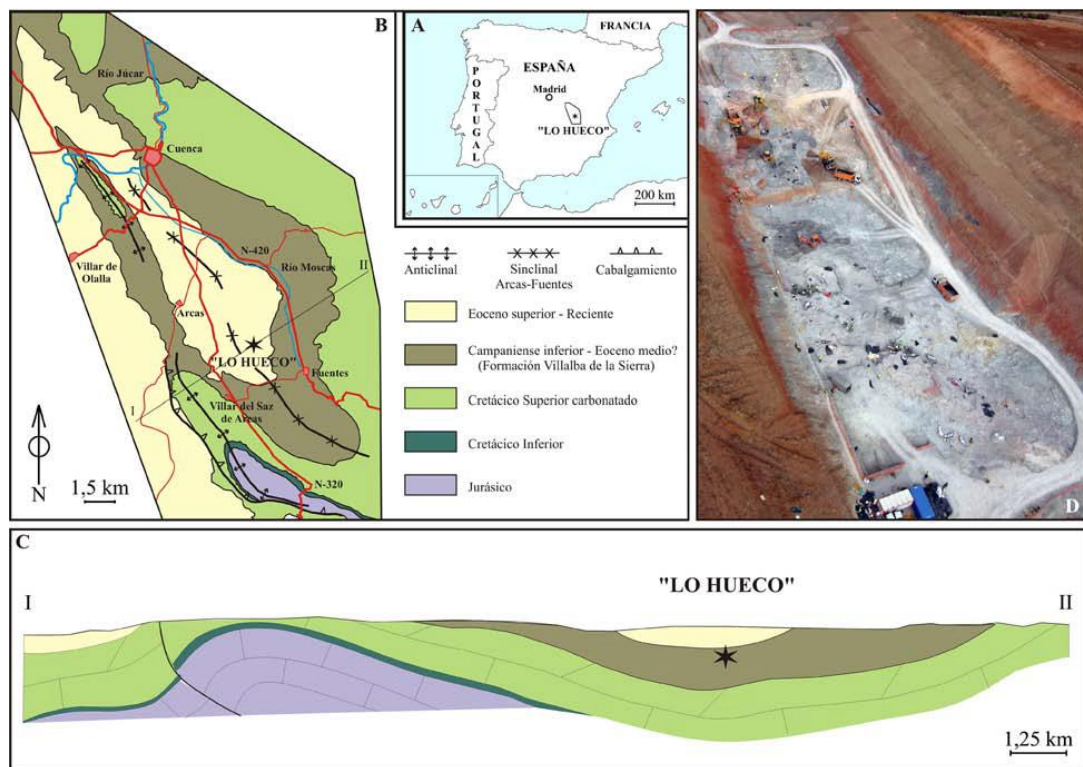 B
Río Júcar
Cuenca
N-420
Río Moscas
II
Villar de
Olalla
Arcas
"LO HUECO"
Fuentes
I
Villar del Saz
de Arcas
N-320
N
1,5 km
A
FRANCIA
ESPAÑA
PORTUGAL
Madrid
"LO HUECO"
200 km
Anticlinal
Sinclinal
Arcas-Fuentes
Cabalgamiento
Eoceno superior - Reciente
Campaniense inferior - Eoceno medio?
(Formación Villalba de la Sierra)
Cretácico Superior carbonatado
Cretácico Inferior
Jurásico
D
C
"LO HUECO"
I
II
1,25 km